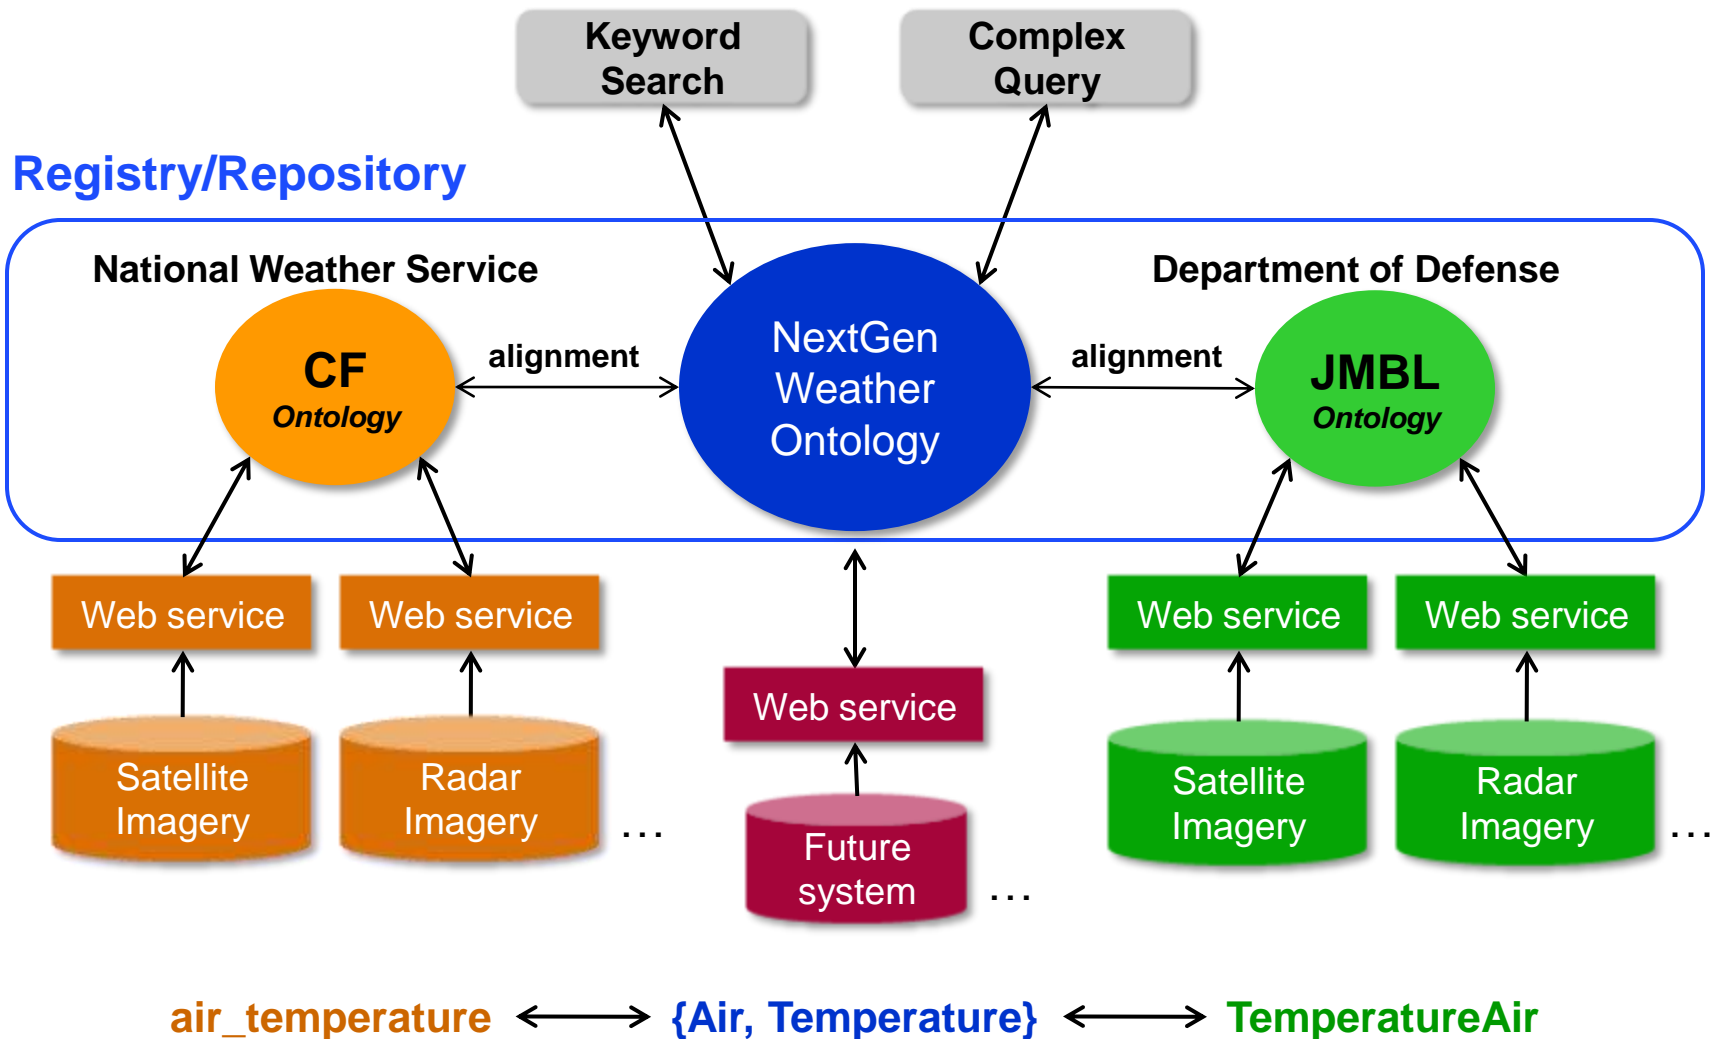 Keyword
Search
Complex
Query
Registry/Repository
National Weather Service
Department of Defense
CF
Ontology
alignment
NextGen
Weather
Ontology
alignment
JMBL
Ontology
Web service
Web service
Web service
Web service
Web service
Satellite
Imagery
Radar
Imagery
...
Future
system
...
Satellite
Imagery
Radar
Imagery
...
air_temperature
{Air, Temperature}
TemperatureAir